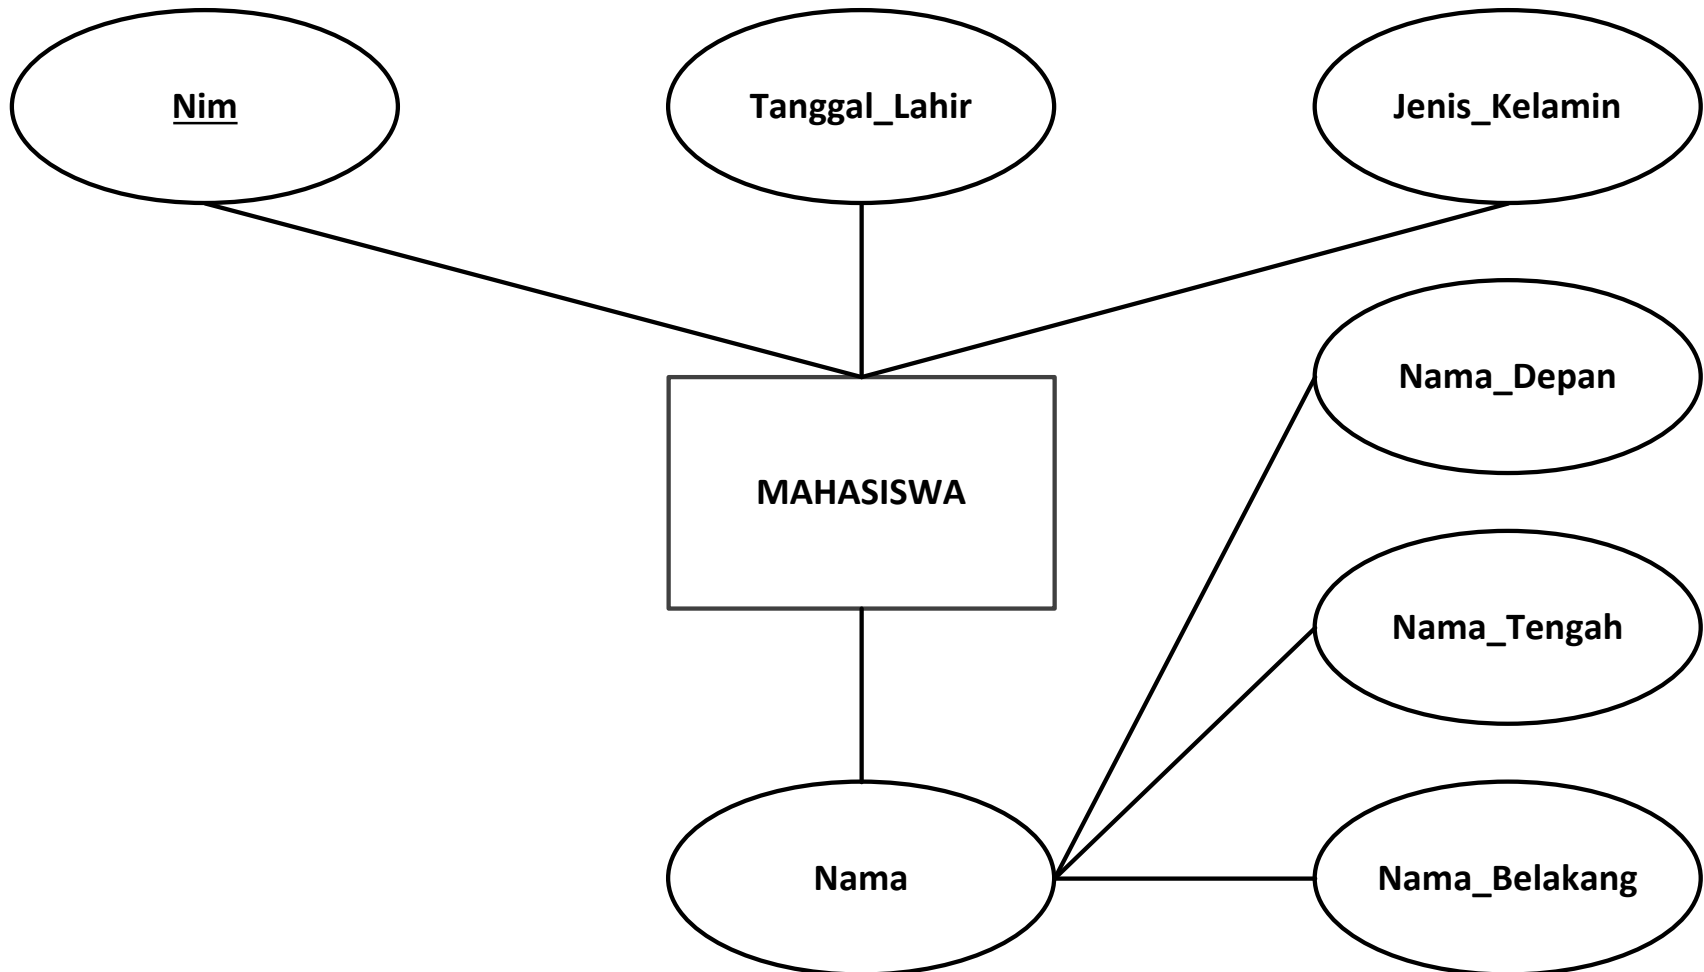 Nim
Tanggal_Lahir
Jenis_Kelamin
Nama_Depan
MAHASISWA
Nama_Tengah
Nama
Nama_Belakang